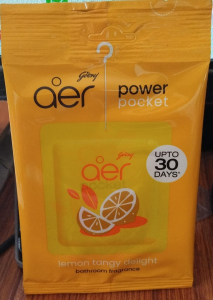 Godrej
aer
power
pocket
Godrej
aer
UPTO
30
DAYS*
lemon tangy delight
bathroom fragrance